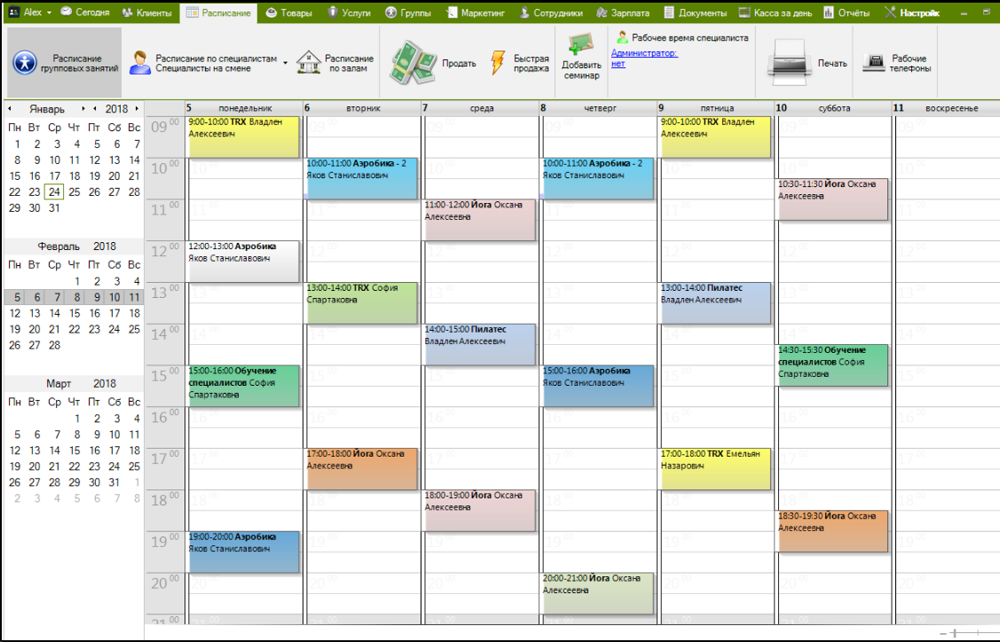 Alex Сегодня Клиенты Расписание Товары Услуги Группы Маркетинг Сотрудники Зарплата Документы Касса за день Отчёты Настройк
Расписание групповых занятий
Расписание по специалистам
Специалисты на смене
Расписание по залам
Продать
Быстрая продажа
Добавить семинар
Рабочее время специалиста
Администратор:
нет
Печать
Рабочие телефоны
Январь 2018
Пн Вт Ср Чт Пт Сб Вс
1 2 3 4 5 6 7
8 9 10 11 12 13 14
15 16 17 18 19 20 21
22 23 24 25 26 27 28
29 30 31
Февраль 2018
Пн Вт Ср Чт Пт Сб Вс
1 2 3 4
5 6 7 8 9 10 11
12 13 14 15 16 17 18
19 20 21 22 23 24 25
26 27 28
Март 2018
Пн Вт Ср Чт Пт Сб Вс
1 2 3 4
5 6 7 8 9 10 11
12 13 14 15 16 17 18
19 20 21 22 23 24 25
26 27 28 29 30 31 1
2 3 4 5 6 7 8
5 понедельник 6 вторник 7 среда 8 четверг 9 пятница 10 суббота 11 воскресенье
09 00
10 00
11 00
12 00
13 00
14 00
15 00
16 00
17 00
18 00
19 00
20 00
21 00
9:00-10:00 TRX Владлен
Алексеевич
12:00-13:00 Аэробика
Яков Станиславович
15:00-16:00 Обучение
специалистов София
Спартаковна
19:00-20:00 Аэробика
Яков Станиславович
10:00-11:00 Аэробика - 2
Яков Станиславович
13:00-14:00 TRX София
Спартаковна
17:00-18:00 Йога Оксана
Алексеевна
11:00-12:00 Йога Оксана
Алексеевна
14:00-15:00 Пилатес
Владлен Алексеевич
18:00-19:00 Йога Оксана
Алексеевна
10:00-11:00 Аэробика - 2
Яков Станиславович
15:00-16:00 Аэробика
Яков Станиславович
20:00-21:00 Йога Оксана
Алексеевна
9:00-10:00 TRX Владлен
Алексеевич
13:00-14:00 Пилатес
Владлен Алексеевич
17:00-18:00 TRX Емельян
Назарович
10:30-11:30 Йога Оксана
Алексеевна
14:30-15:30 Обучение
специалистов София
Спартаковна
18:30-19:30 Йога Оксана
Алексеевна